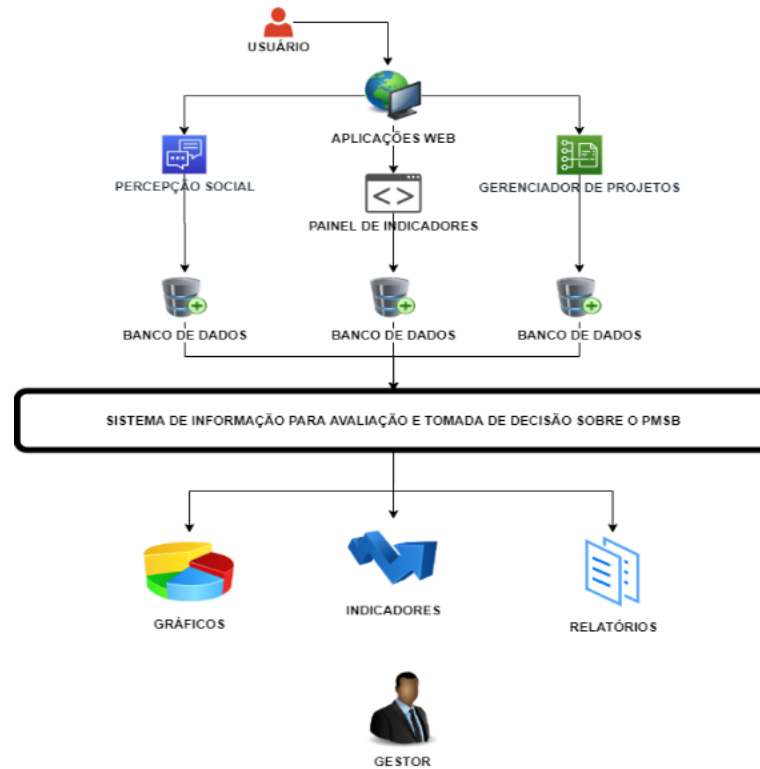 USUÁRIO
APLICAÇÕES WEB
PERCEPÇÃO SOCIAL
GERENCIADOR DE PROJETOS
PAINEL DE INDICADORES
BANCO DE DADOS
BANCO DE DADOS
BANCO DE DADOS
SISTEMA DE INFORMAÇÃO PARA AVALIAÇÃO E TOMADA DE DECISÃO SOBRE O PMSB
GRÁFICOS
INDICADORES
RELATÓRIOS
GESTOR